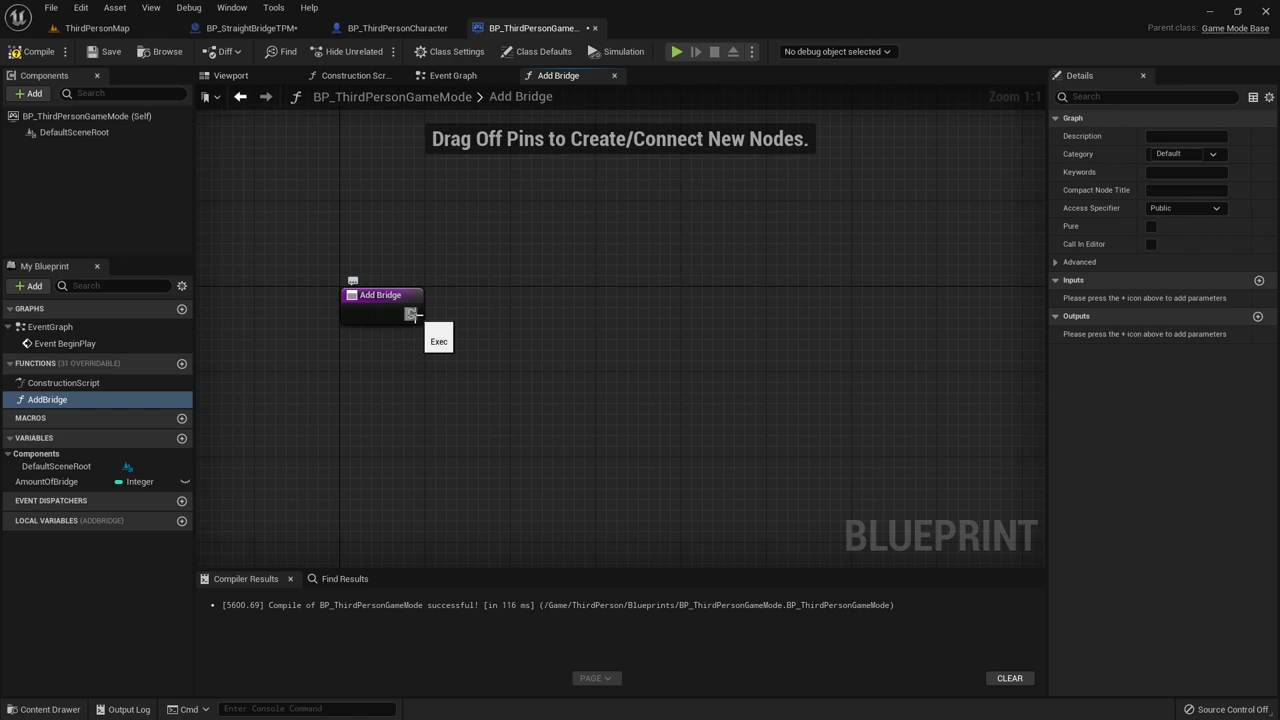 File Edit Asset View Debug Window Tools Help
ThirdPersonMap BP_StraightBridgeTPM* BP_ThirdPersonCharacter BP_ThirdPersonGame... • Parent class: Game Mode Base
Compile Save Browse Diff Find Hide Unrelated Class Settings Class Defaults Simulation No debug object selected
Components Viewport Construction Scr... Event Graph Add Bridge Details
Add Search BP_ThirdPersonGameMode > Add Bridge Zoom 1:1 Search
BP_ThirdPersonGameMode (Self)
DefaultSceneRoot
Drag Off Pins to Create/Connect New Nodes.
Graph
Description
Category Default
Keywords
Compact Node Title
Access Specifier Public
Pure
Call In Editor
Advanced
Inputs
Please press the + icon above to add parameters
Outputs
Please press the + icon above to add parameters
Add Bridge
Exec
My Blueprint
Add Search
GRAPHS
EventGraph
Event BeginPlay
FUNCTIONS (31 OVERRIDABLE)
ConstructionScript
AddBridge
MACROS
VARIABLES
Components
DefaultSceneRoot
AmountOfBridge Integer
EVENT DISPATCHERS
LOCAL VARIABLES (ADDBRIDGE)
BLUEPRINT
Compiler Results Find Results
• [5600.69] Compile of BP_ThirdPersonGameMode successful! [in 116 ms] (/Game/ThirdPerson/Blueprints/BP_ThirdPersonGameMode.BP_ThirdPersonGameMode)
PAGE CLEAR
Content Drawer Output Log Cmd Enter Console Command Source Control Off